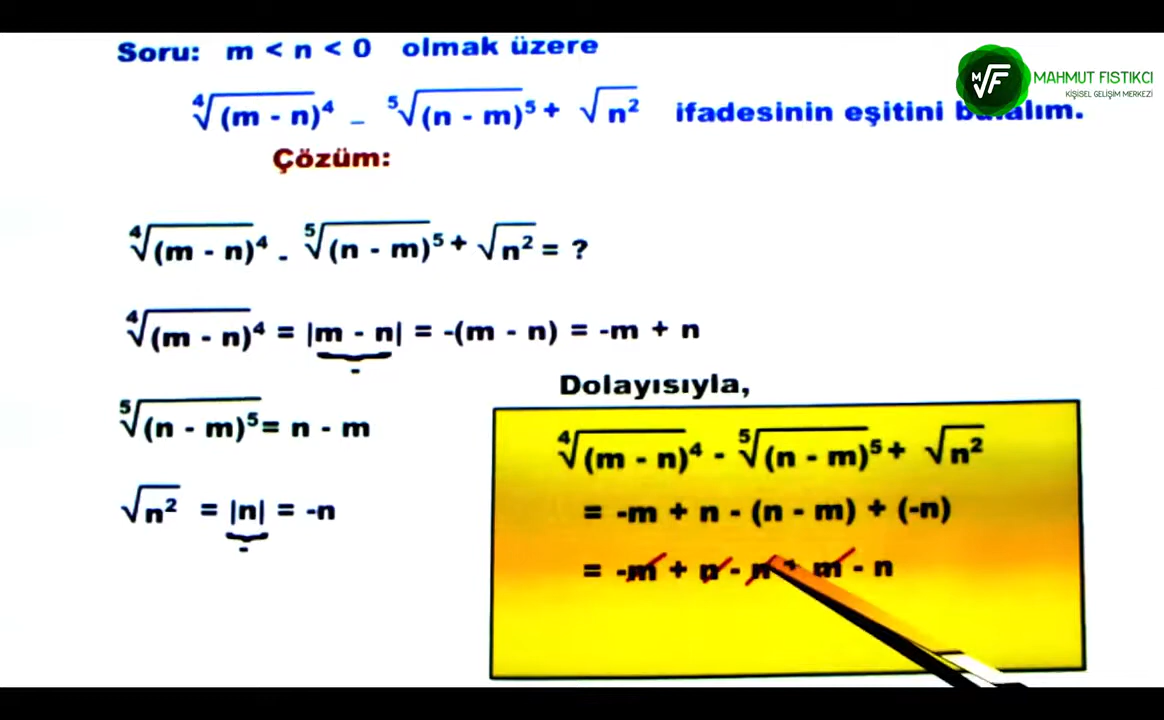 Soru: m < n < 0 olmak üzere
MAHMUT FISTIKCI
KİŞİSEL GELİŞİM MERKEZİ
⁴√(m - n)⁴ - ⁵√(n - m)⁵ + √n² ifadesinin eşitini bulalım.
Çözüm:
⁴√(m - n)⁴ - ⁵√(n - m)⁵ + √n² = ?
⁴√(m - n)⁴ = |m - n| = -(m - n) = -m + n
-
Dolayısıyla,
⁵√(n - m)⁵ = n - m
√n² = |n| = -n
-
⁴√(m - n)⁴ - ⁵√(n - m)⁵ + √n²
= -m + n - (n - m) + (-n)
= -m + n - n + m - n